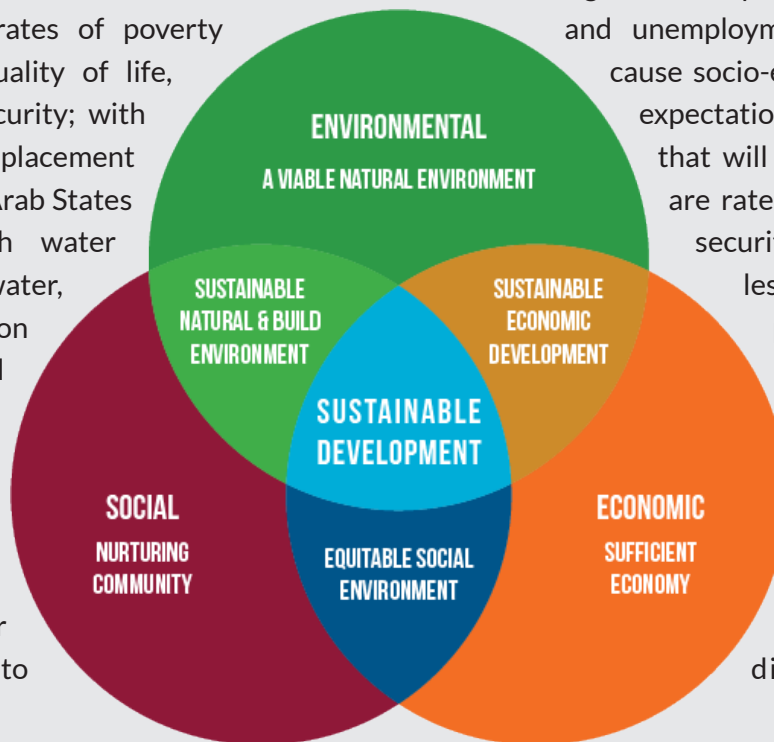 rates of poverty
uality of life,
curity; with
placement
Arab States
h water
water,
on
r
to
ENVIRONMENTAL
A VIABLE NATURAL ENVIRONMENT
SUSTAINABLE
NATURAL & BUILD
ENVIRONMENT
SUSTAINABLE
ECONOMIC
DEVELOPMENT
SUSTAINABLE
DEVELOPMENT
SOCIAL
NURTURING
COMMUNITY
EQUITABLE SOCIAL
ENVIRONMENT
ECONOMIC
SUFFICIENT
ECONOMY
and unemploym
cause socio-e
expectatio
that will
are rate
securit
les
di